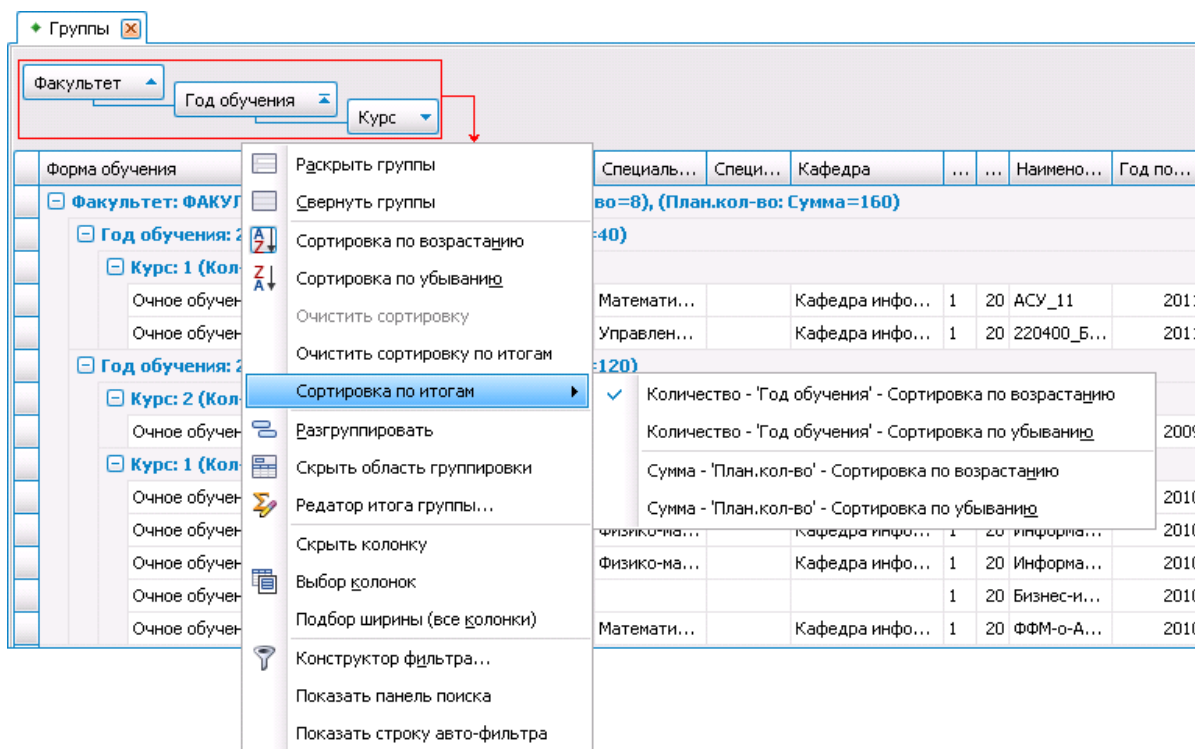 Группы
Факультет
Год обучения
Курс
Форма обучения Специаль... Специ... Кафедра ... ... Наимено... Год по...
Факультет: ФАКУЛ во=8), (План.кол-во: Сумма=160)
Год обучения: 2 =40)
Курс: 1 (Кол-
Очное обучен Математи... Кафедра инфо... 1 20 АСУ_11 2011
Очное обучен Управлен... Кафедра инфо... 1 20 220400_Б... 2011
Год обучения: 2 =120)
Курс: 2 (Кол-
Очное обучен 2009
Курс: 1 (Кол-
Очное обучен 2010
Очное обучен Физико-ма... Кафедра инфо... 1 20 Информа... 2010
Очное обучен Физико-ма... Кафедра инфо... 1 20 Информа... 2010
Очное обучен 1 20 Бизнес-и... 2010
Очное обучен Математи... Кафедра инфо... 1 20 ФФМ-о-А... 2010
Раскрыть группы
Свернуть группы
Сортировка по возрастанию
Сортировка по убыванию
Очистить сортировку
Очистить сортировку по итогам
Сортировка по итогам
Разгруппировать
Скрыть область группировки
Редактор итога группы...
Скрыть колонку
Выбор колонок
Подбор ширины (все колонки)
Конструктор фильтра...
Показать панель поиска
Показать строку авто-фильтра
Количество - 'Год обучения' - Сортировка по возрастанию
Количество - 'Год обучения' - Сортировка по убыванию
Сумма - 'План.кол-во' - Сортировка по возрастанию
Сумма - 'План.кол-во' - Сортировка по убыванию